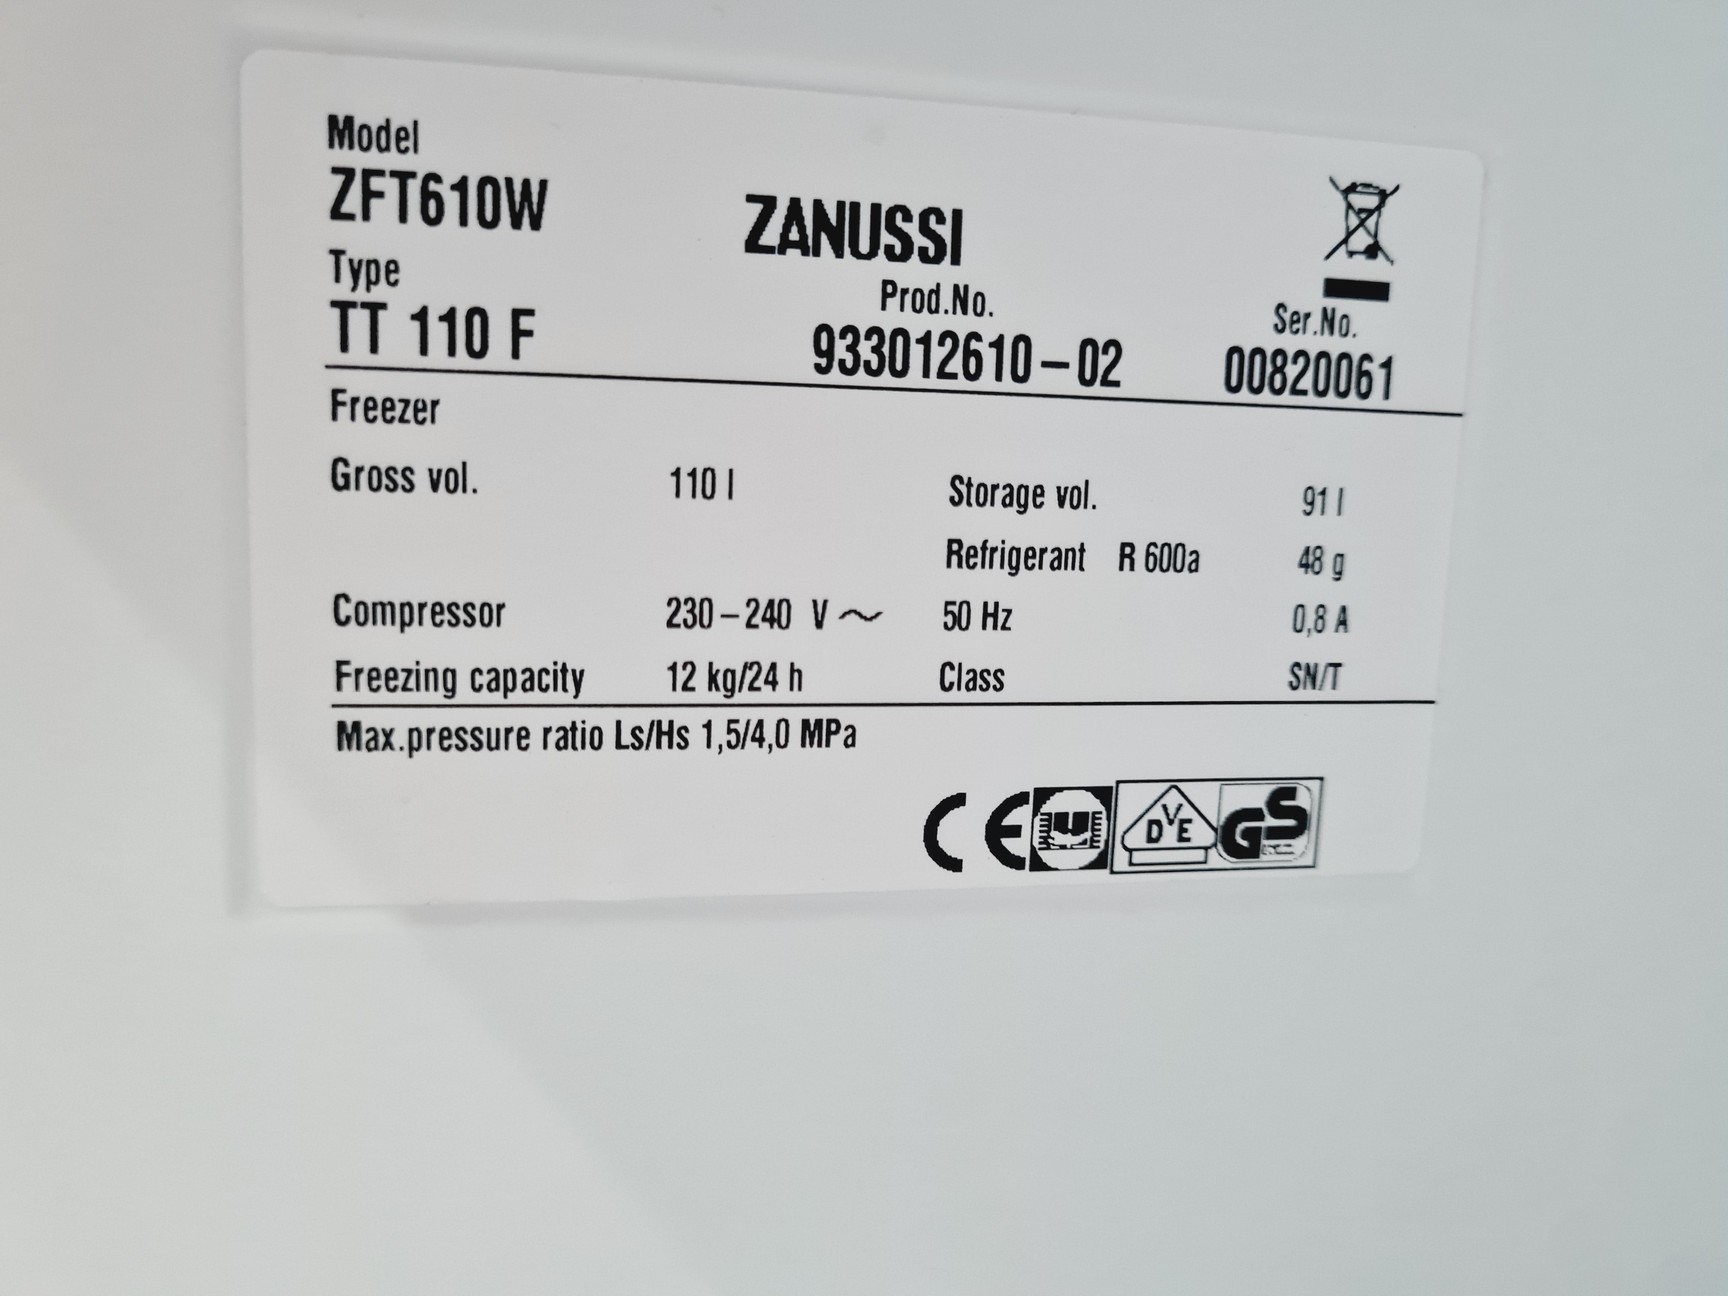 Model
ZFT610W
ZANUSSI
Type
Prod.No.
Ser.No.
TT 110 F
933012610-02
00820061
Freezer
Gross vol. 110 l Storage vol. 91 l
Refrigerant R 600a 48 g
Compressor 230-240 V ~ 50 Hz 0,8 A
Freezing capacity 12 kg/24 h Class SN/T
Max.pressure ratio Ls/Hs 1,5/4,0 MPa
CE DVE GS